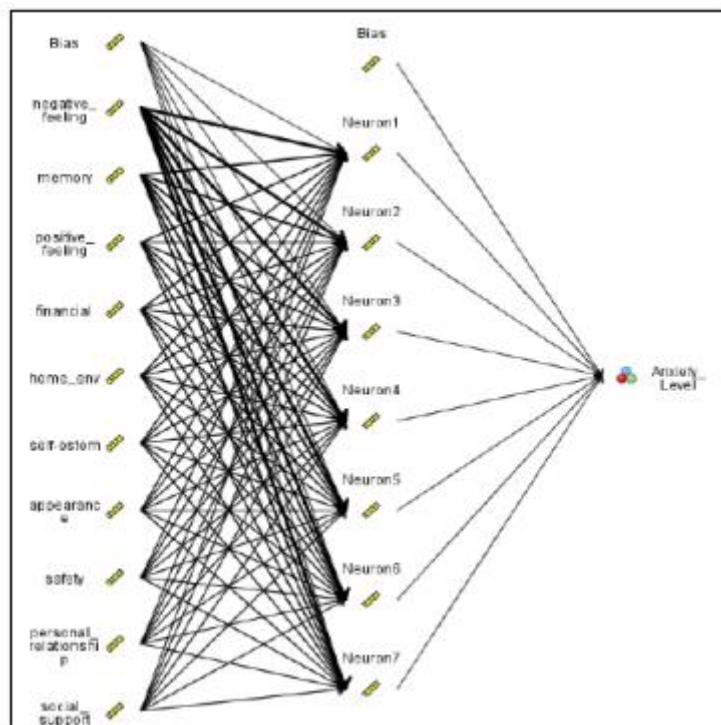 Bias
negative_
feeling
memory
positive_
feeling
financial
home_env
self-estem
appearanc
e
safety
personal_
relationshi
p
social_
support
Bias
Neuron1
Neuron2
Neuron3
Neuron4
Neuron5
Neuron6
Neuron7
Anxiety_
Level